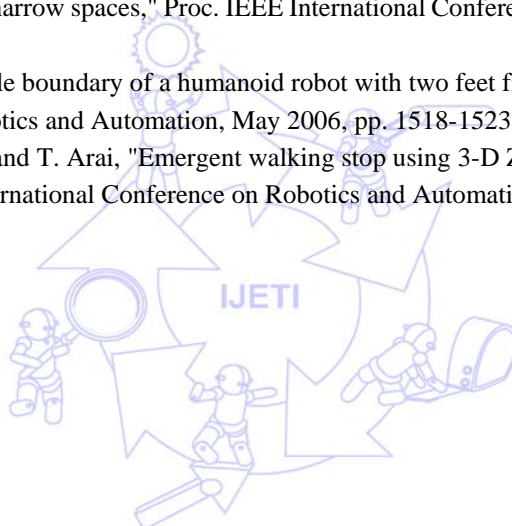 narrow spaces," Proc. IEEE International Confere
le boundary of a humanoid robot with two feet f
otics and Automation, May 2006, pp. 1518-1523
and T. Arai, "Emergent walking stop using 3-D Z
ernational Conference on Robotics and Automati
IJETI